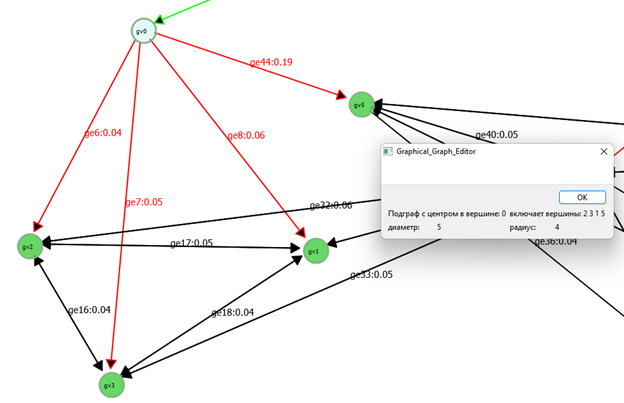 gv0
ge44:0.19
gv5
ge6:0.04
ge8:0.06
ge40:0.05
Graphical_Graph_Editor
OK
ge7:0.05
ge32:0.06
Подграф с центром в вершине: 0 включает вершины: 2 3 1 5
диаметр: 5 радиус: 4
gv2
ge17:0.05
gv1
ge36:0.04
ge33:0.05
ge16:0.04
ge18:0.04
gv3